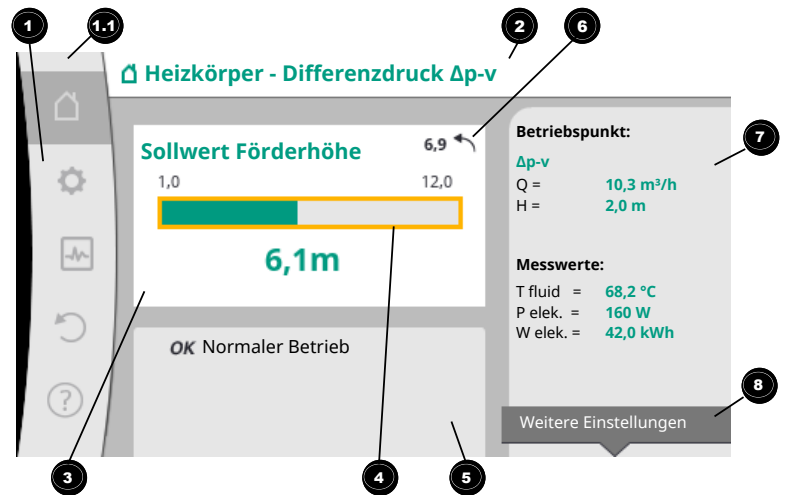 1
1.1
2
6
Heizkörper - Differenzdruck Δp-v
Sollwert Förderhöhe
6,9
1,0
12,0
6,1m
OK Normaler Betrieb
Betriebspunkt:
7
Δp-v
Q = 10,3 m³/h
H = 2,0 m
Messwerte:
T fluid = 68,2 °C
P elek. = 160 W
W elek. = 42,0 kWh
8
Weitere Einstellungen
?
3
4
5